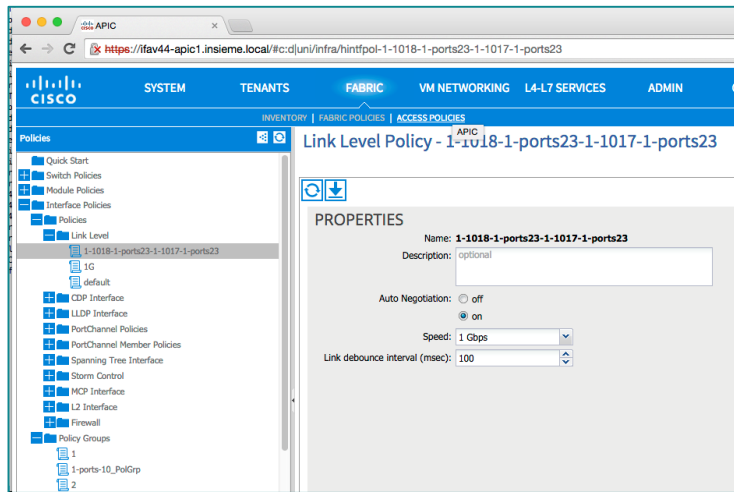 APIC
https://ifav44-apic1.insieme.local/#c:d|uni/infra/hintfpol-1-1018-1-ports23-1-1017-1-ports23
CISCO
SYSTEM
TENANTS
FABRIC
VM NETWORKING
L4-L7 SERVICES
ADMIN
INVENTORY | FABRIC POLICIES | ACCESS POLICIES
APIC
Policies
Quick Start
Switch Policies
Module Policies
Interface Policies
Policies
Link Level
1-1018-1-ports23-1-1017-1-ports23
1G
default
CDP Interface
LLDP Interface
PortChannel Policies
PortChannel Member Policies
Spanning Tree Interface
Storm Control
MCP Interface
L2 Interface
Firewall
Policy Groups
1
1-ports-10_PolGrp
2
Link Level Policy - 1-1018-1-ports23-1-1017-1-ports23
PROPERTIES
Name: 1-1018-1-ports23-1-1017-1-ports23
Description: optional
Auto Negotiation: off
on
Speed: 1 Gbps
Link debounce interval (msec): 100